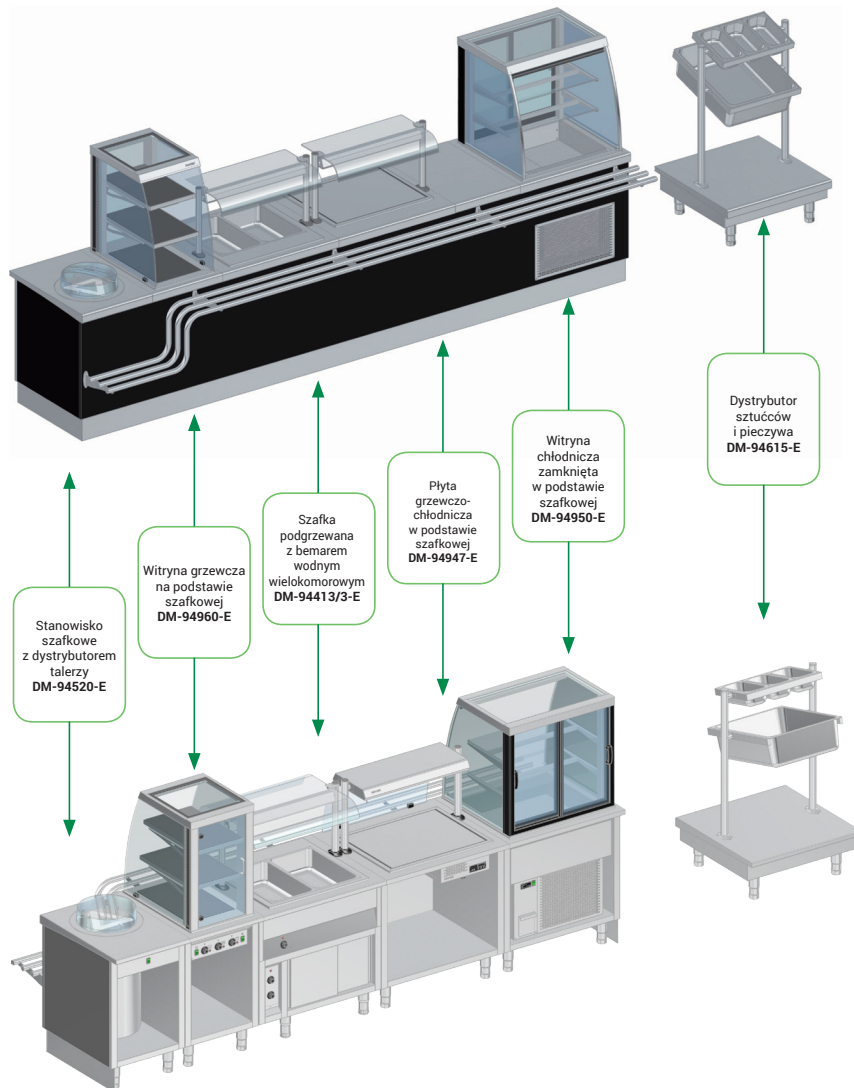 Dystrybutor
sztućców
i pieczywa
DM-94615-E
Witryna
chłodnicza
zamknięta
w podstawie
szafkowej
DM-94950-E
Płyta
grzewczo-
chłodnicza
w podstawie
szafkowej
DM-94947-E
Szafka
podgrzewana
z bemarem
wodnym
wielokomorowym
DM-94413/3-E
Witryna grzewcza
na podstawie
szafkowej
DM-94960-E
Stanowisko
szafkowe
z dystrybutorem
talerzy
DM-94520-E